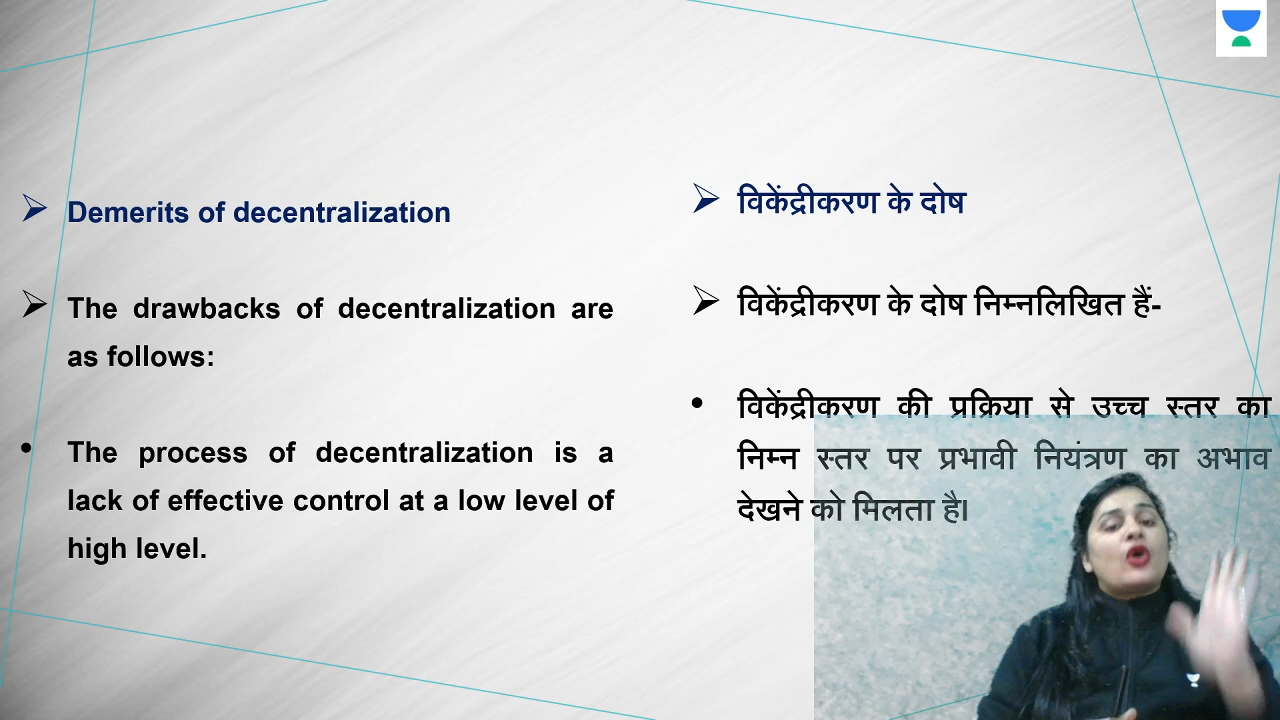 Demerits of decentralization
The drawbacks of decentralization are
as follows:
The process of decentralization is a
lack of effective control at a low level of
high level.
विकेंद्रीकरण के दोष
विकेंद्रीकरण के दोष निम्नलिखित हैं-
विकेंद्रीकरण की प्रक्रिया से उच्च स्तर का
निम्न स्तर पर प्रभावी नियंत्रण का अभाव
देखने को मिलता है।